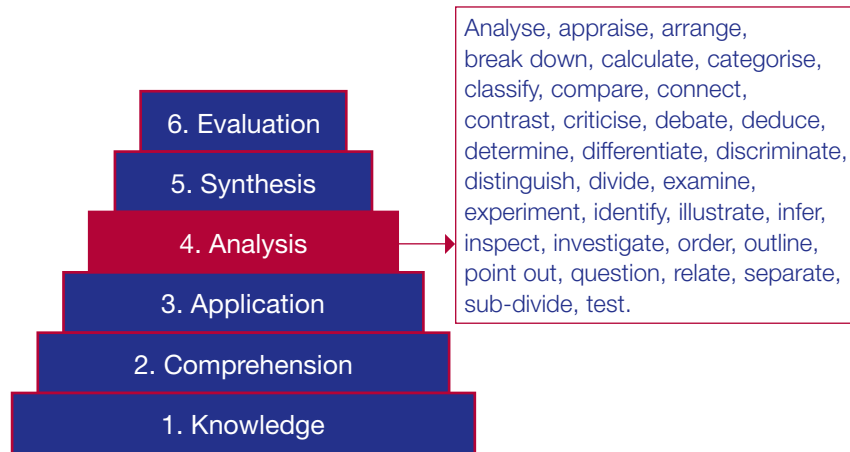 Analyse, appraise, arrange,
break down, calculate, categorise,
classify, compare, connect,
contrast, criticise, debate, deduce,
determine, differentiate, discriminate,
distinguish, divide, examine,
experiment, identify, illustrate, infer,
inspect, investigate, order, outline,
point out, question, relate, separate,
sub-divide, test.
6. Evaluation
5. Synthesis
4. Analysis
3. Application
2. Comprehension
1. Knowledge